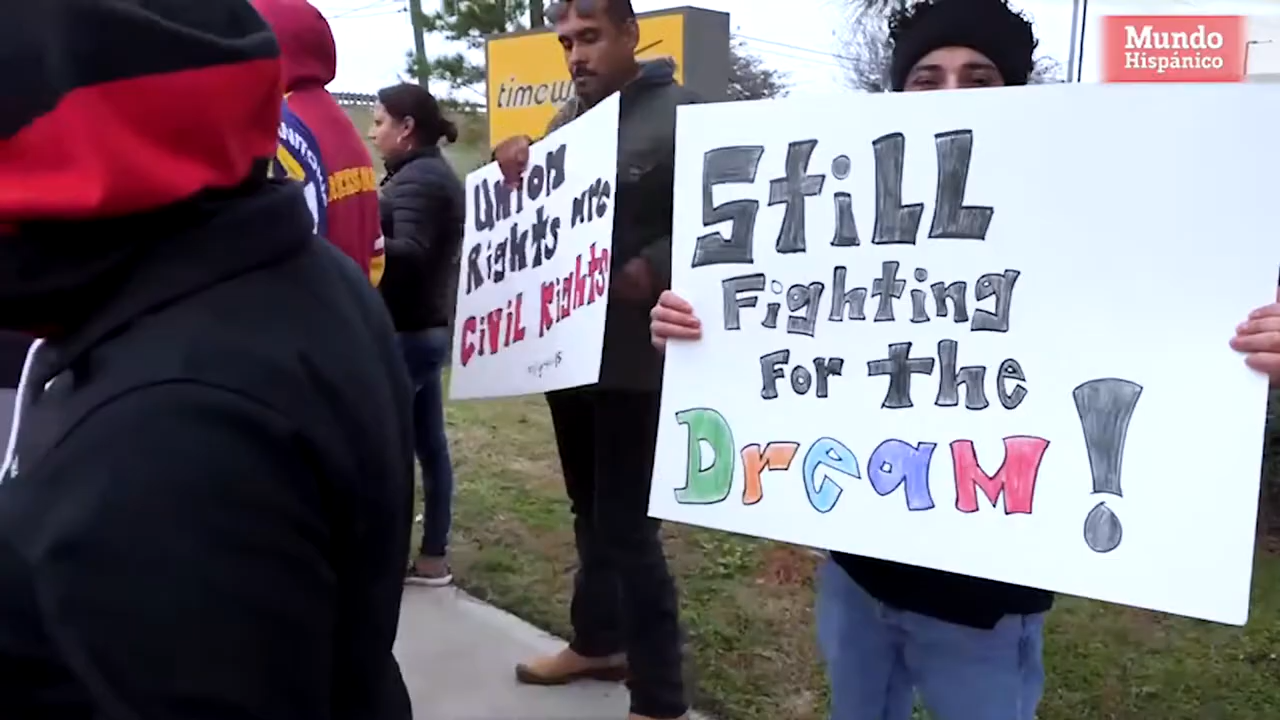 Mundo
Hispánico
timew
Union
Rights are
Civil Rights
Still
Fighting
For the
Dream!